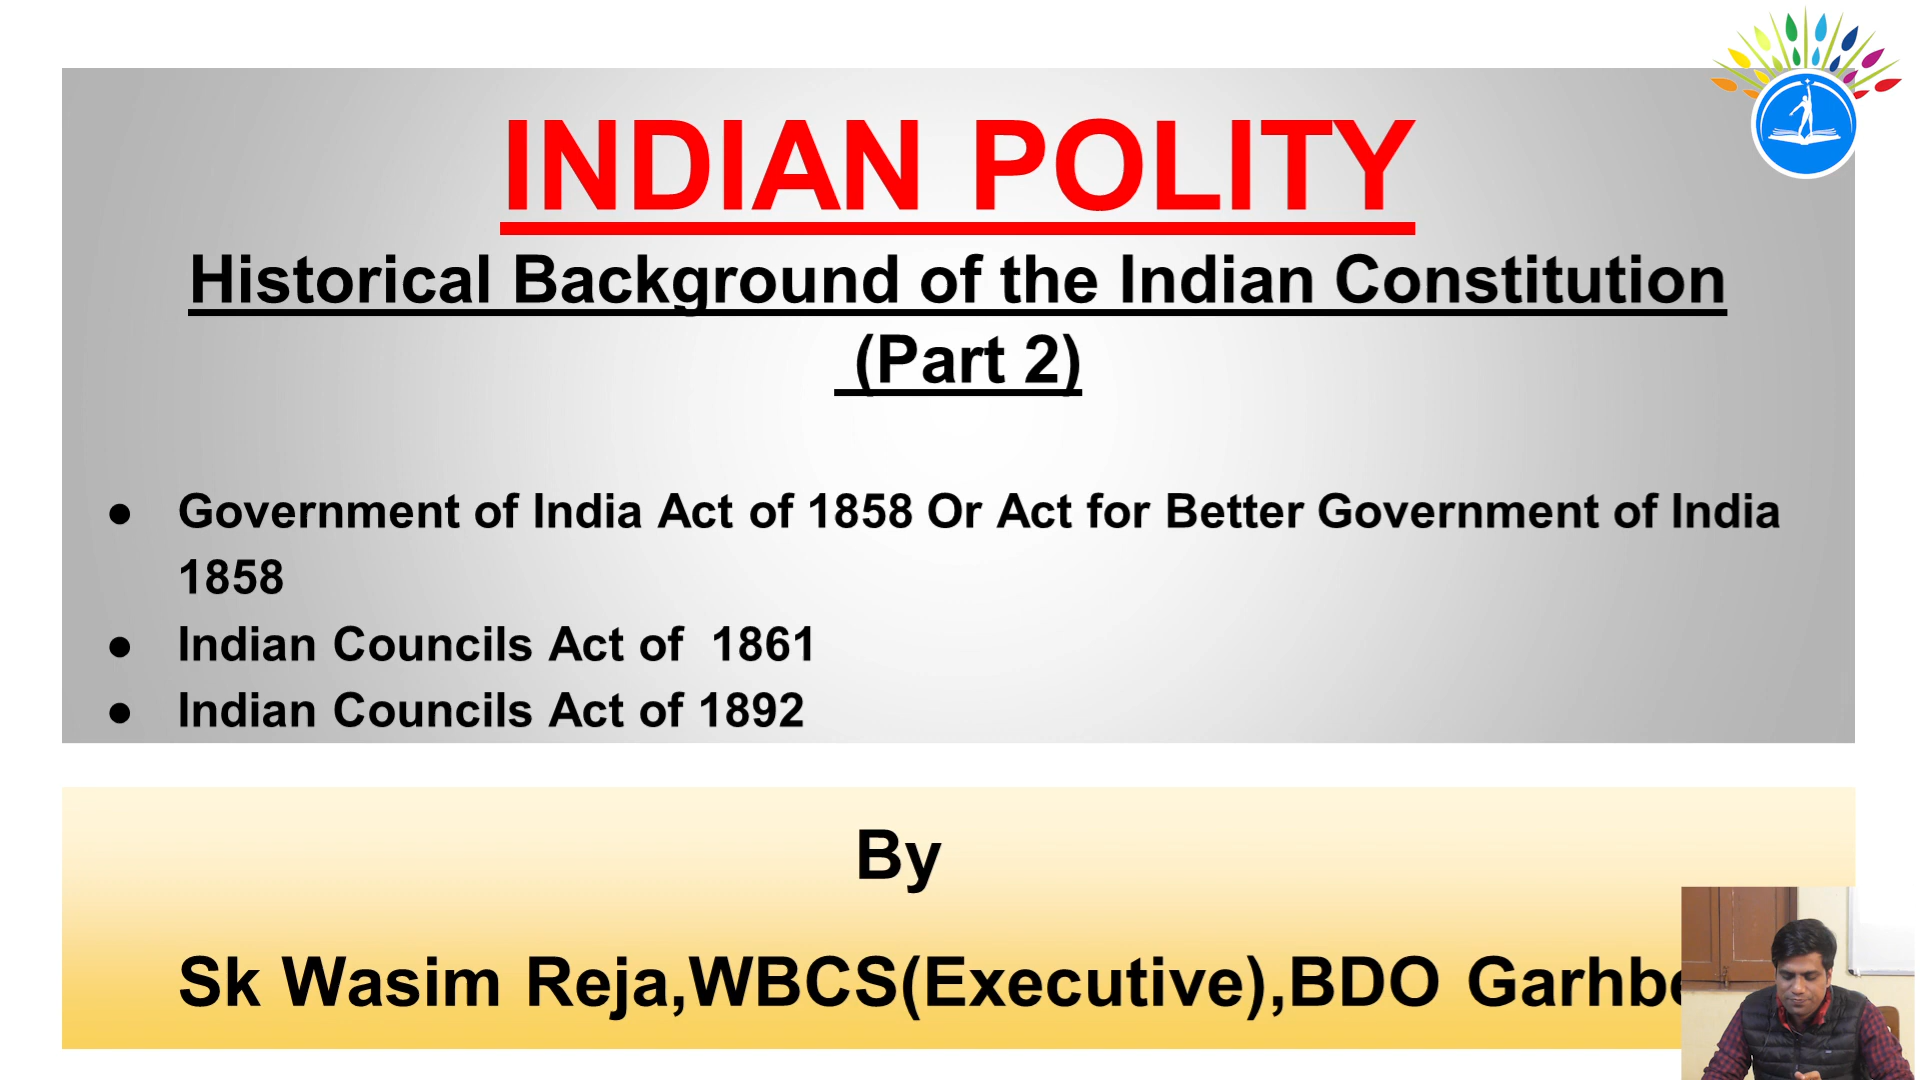 INDIAN POLITY
Historical Background of the Indian Constitution
(Part 2)
● Government of India Act of 1858 Or Act for Better Government of India
1858
● Indian Councils Act of 1861
● Indian Councils Act of 1892
By
Sk Wasim Reja,WBCS(Executive),BDO